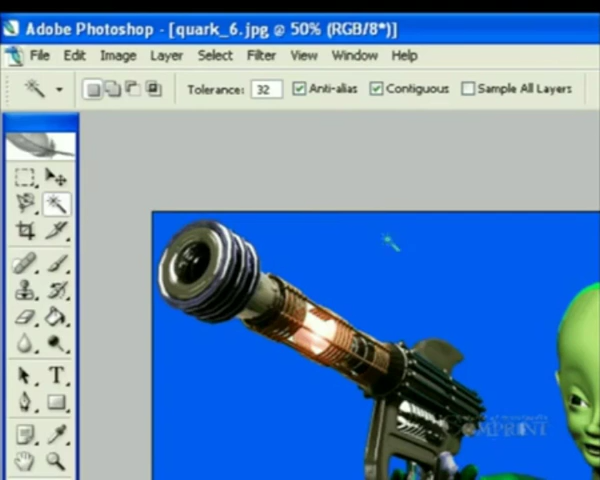 Adobe Photoshop - [quark_6.jpg @ 50% (RGB/8*)]
File Edit Image Layer Select Filter View Window Help
Tolerance: 32 Anti-alias Contiguous Sample All Layers
T
COMPRINT